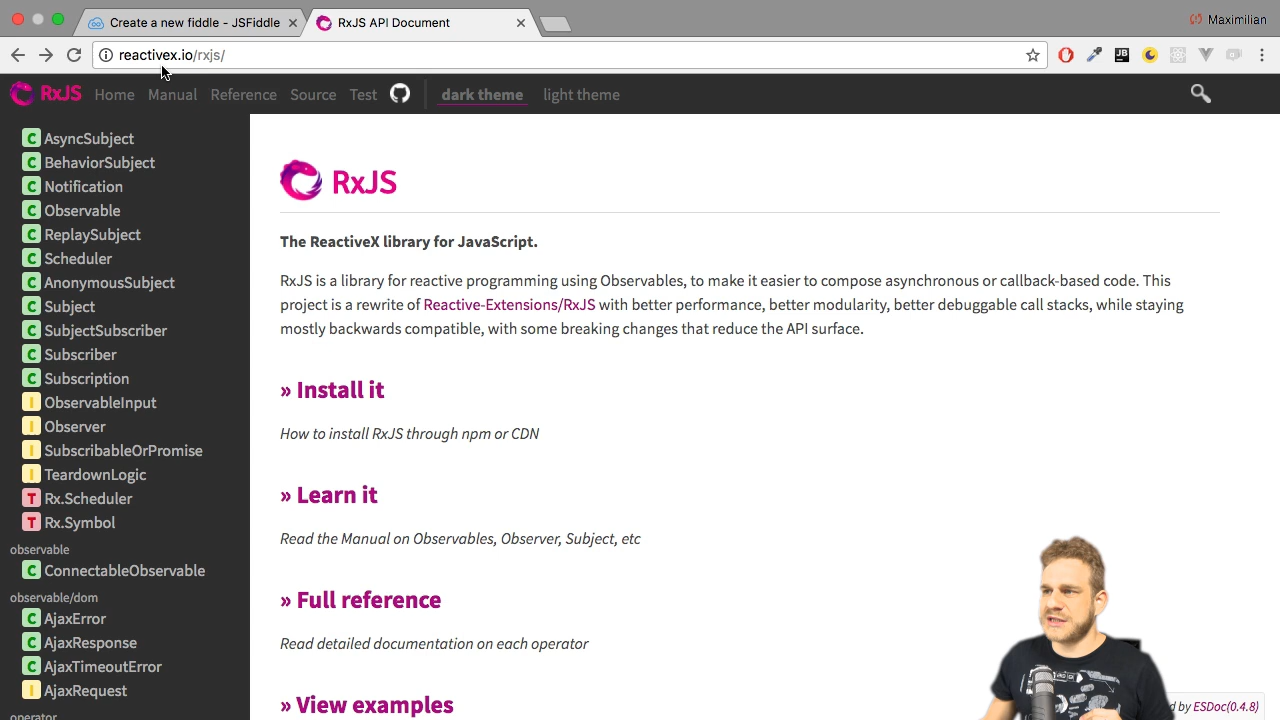 Create a new fiddle - JSFiddle
RxJS API Document
Maximilian
reactivex.io/rxjs/
JB
RxJS
Home
Manual
Reference
Source
Test
dark theme
light theme
C AsyncSubject
C BehaviorSubject
C Notification
C Observable
C ReplaySubject
C Scheduler
C AnonymousSubject
C Subject
C SubjectSubscriber
C Subscriber
C Subscription
I ObservableInput
I Observer
I SubscribableOrPromise
I TeardownLogic
T Rx.Scheduler
T Rx.Symbol
observable
C ConnectableObservable
observable/dom
C AjaxError
C AjaxResponse
C AjaxTimeoutError
I AjaxRequest
operator
RxJS
The ReactiveX library for JavaScript.
RxJS is a library for reactive programming using Observables, to make it easier to compose asynchronous or callback-based code. This
project is a rewrite of Reactive-Extensions/RxJS with better performance, better modularity, better debuggable call stacks, while staying
mostly backwards compatible, with some breaking changes that reduce the API surface.
» Install it
How to install RxJS through npm or CDN
» Learn it
Read the Manual on Observables, Observer, Subject, etc
» Full reference
Read detailed documentation on each operator
» View examples
by ESDoc(0.4.8)